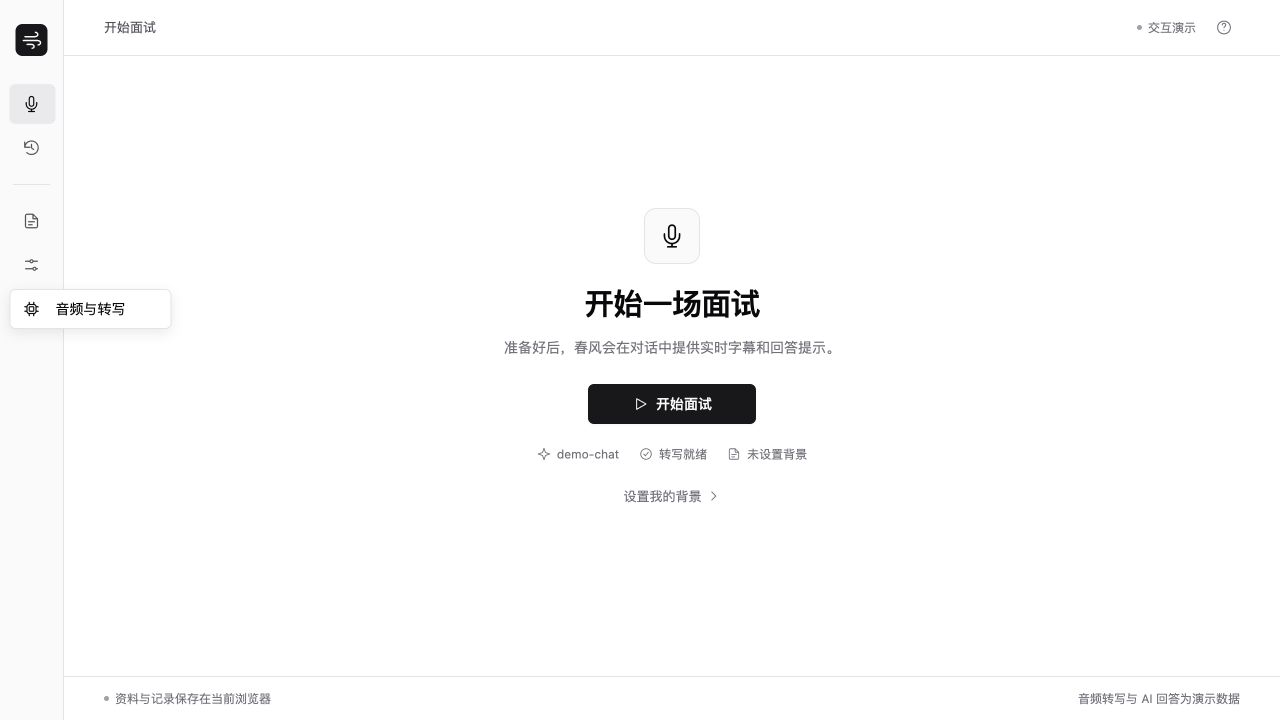 开始面试
交互演示
音频与转写
开始一场面试
准备好后，春风会在对话中提供实时字幕和回答提示。
开始面试
demo-chat 转写就绪 未设置背景
设置我的背景
资料与记录保存在当前浏览器
音频转写与 AI 回答为演示数据